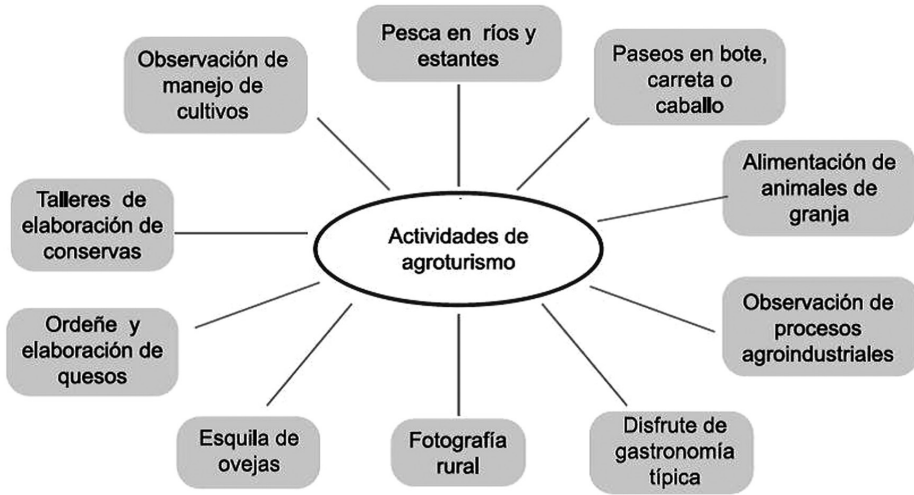 Pesca en ríos y
estantes
Paseos en bote,
carreta o
caballo
Observación de
manejo de
cultivos
Alimentación de
animales de
granja
Talleres de
elaboración de
conservas
Actividades de
agroturismo
Observación de
procesos
agroindustriales
Ordeñe y
elaboración de
quesos
Esquila de
ovejas
Fotografía
rural
Disfrute de
gastronomía
típica